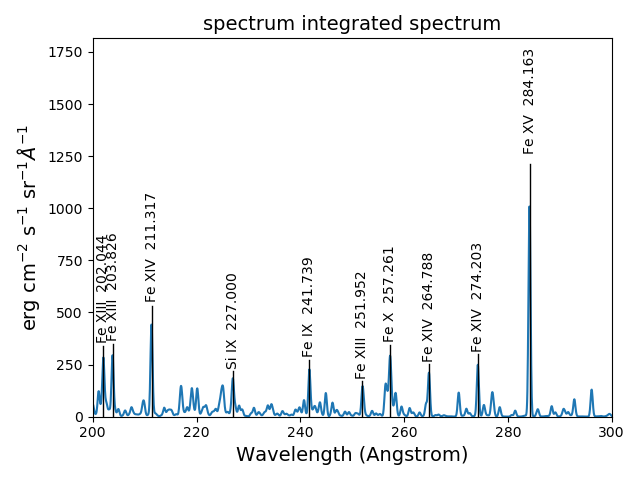 spectrum integrated spectrum
erg cm⁻² s⁻¹ sr⁻¹ Å⁻¹
1750
1500
1250
1000
750
500
250
0
Fe XIII 202.044
Fe XIII 203.826
Fe XIV 211.317
Si IX 227.000
Fe IX 241.739
Fe XIII 251.952
Fe X 257.261
Fe XIV 264.788
Fe XIV 274.203
Fe XV 284.163
200 220 240 260 280 300
Wavelength (Angstrom)